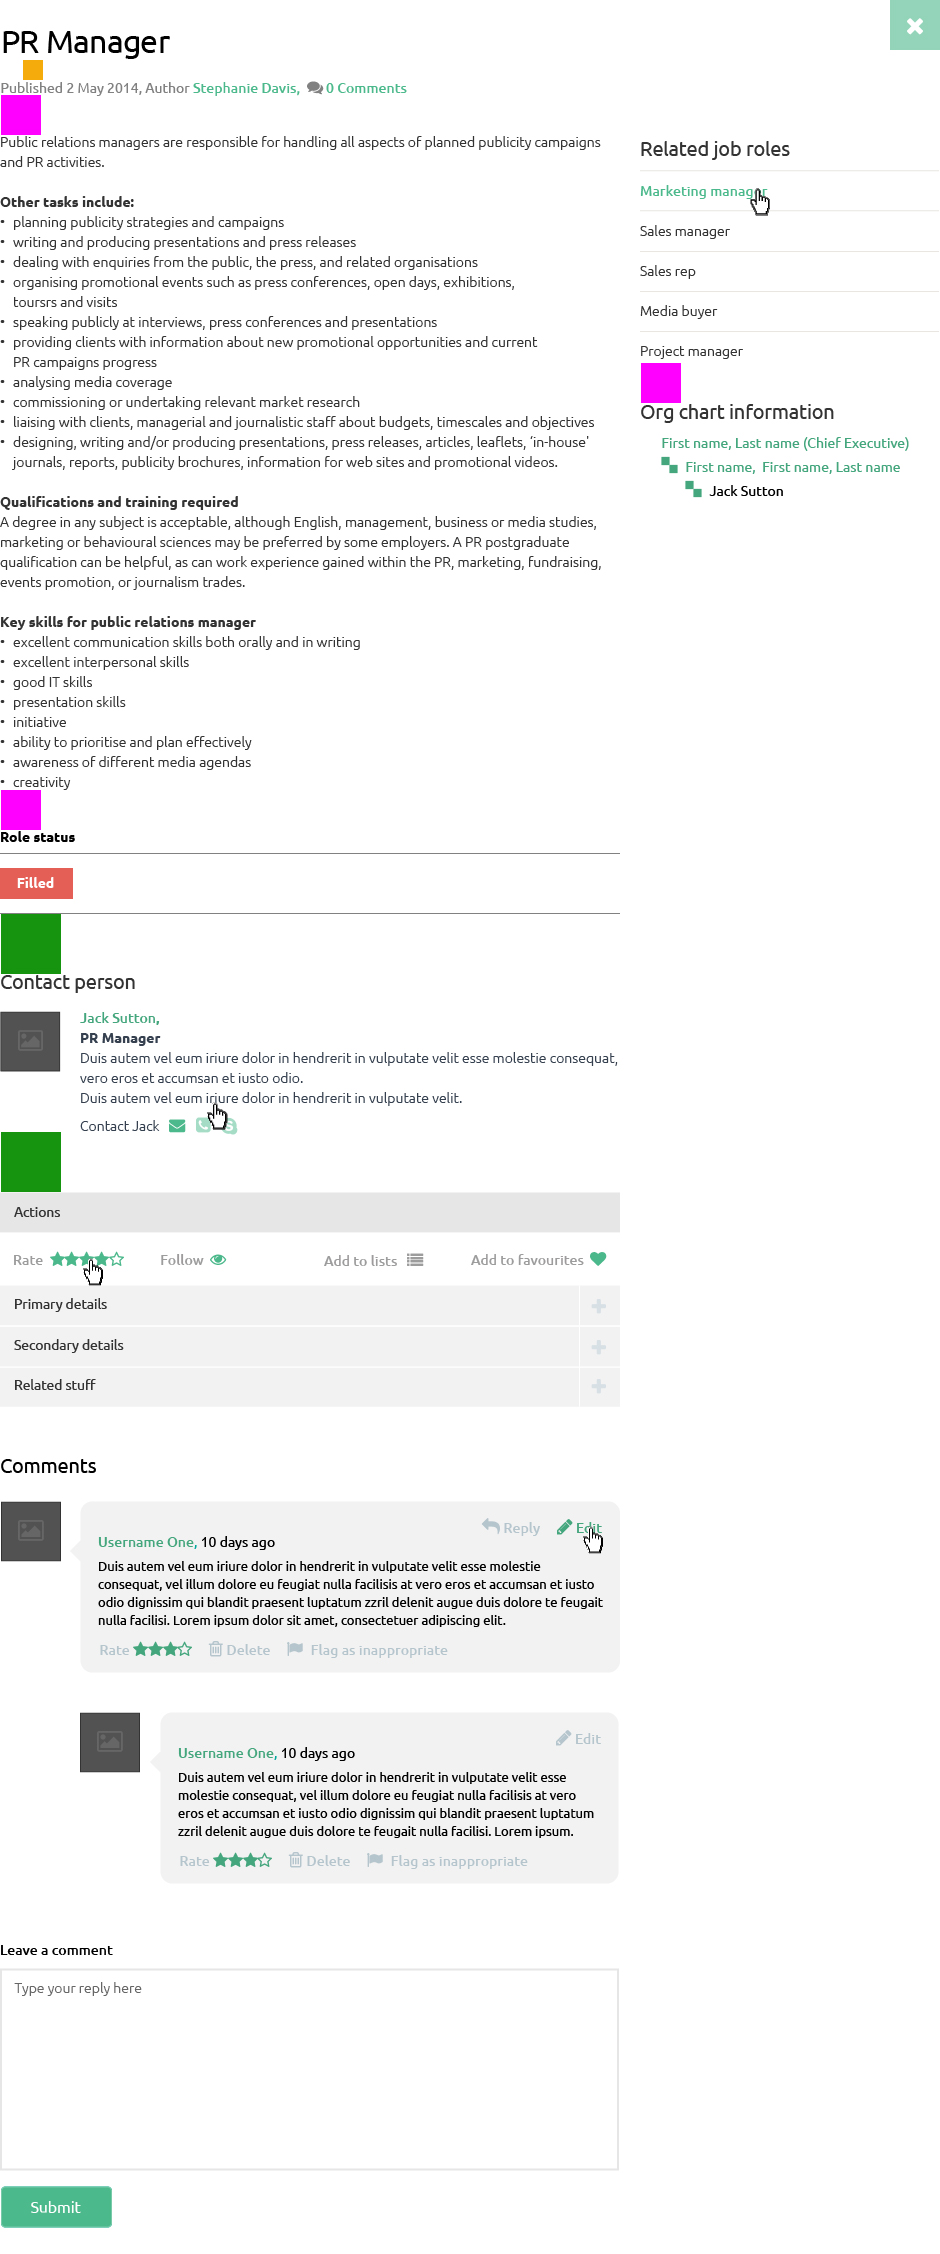 PR Manager
Published 2 May 2014, Author Stephanie Davis, 0 Comments
Public relations managers are responsible for handling all aspects of planned publicity campaigns
and PR activities.
Other tasks include:
• planning publicity strategies and campaigns
• writing and producing presentations and press releases
• dealing with enquiries from the public, the press, and related organisations
• organising promotional events such as press conferences, open days, exhibitions,
toursrs and visits
• speaking publicly at interviews, press conferences and presentations
• providing clients with information about new promotional opportunities and current
PR campaigns progress
• analysing media coverage
• commissioning or undertaking relevant market research
• liaising with clients, managerial and journalistic staff about budgets, timescales and objectives
• designing, writing and/or producing presentations, press releases, articles, leaflets, ‘in-house'
journals, reports, publicity brochures, information for web sites and promotional videos.
Qualifications and training required
A degree in any subject is acceptable, although English, management, business or media studies,
marketing or behavioural sciences may be preferred by some employers. A PR postgraduate
qualification can be helpful, as can work experience gained within the PR, marketing, fundraising,
events promotion, or journalism trades.
Key skills for public relations manager
• excellent communication skills both orally and in writing
• excellent interpersonal skills
• good IT skills
• presentation skills
• initiative
• ability to prioritise and plan effectively
• awareness of different media agendas
• creativity
Role status
Filled
Related job roles
Marketing manager
Sales manager
Sales rep
Media buyer
Project manager
Org chart information
First name, Last name (Chief Executive)
First name, First name, Last name
Jack Sutton
Contact person
Jack Sutton,
PR Manager
Duis autem vel eum iriure dolor in hendrerit in vulputate velit esse molestie consequat,
vero eros et accumsan et iusto odio.
Duis autem vel eum iriure dolor in hendrerit in vulputate velit.
Contact Jack
Actions
Rate Follow Add to lists Add to favourites
Primary details
Secondary details
Related stuff
Comments
Reply Edit
Username One, 10 days ago
Duis autem vel eum iriure dolor in hendrerit in vulputate velit esse molestie
consequat, vel illum dolore eu feugiat nulla facilisis at vero eros et accumsan et iusto
odio dignissim qui blandit praesent luptatum zzril delenit augue duis dolore te feugait
nulla facilisi. Lorem ipsum dolor sit amet, consectetuer adipiscing elit.
Rate Delete Flag as inappropriate
Edit
Username One, 10 days ago
Duis autem vel eum iriure dolor in hendrerit in vulputate velit esse
molestie consequat, vel illum dolore eu feugiat nulla facilisis at vero
eros et accumsan et iusto odio dignissim qui blandit praesent luptatum
zzril delenit augue duis dolore te feugait nulla facilisi. Lorem ipsum.
Rate Delete Flag as inappropriate
Leave a comment
Type your reply here
Submit